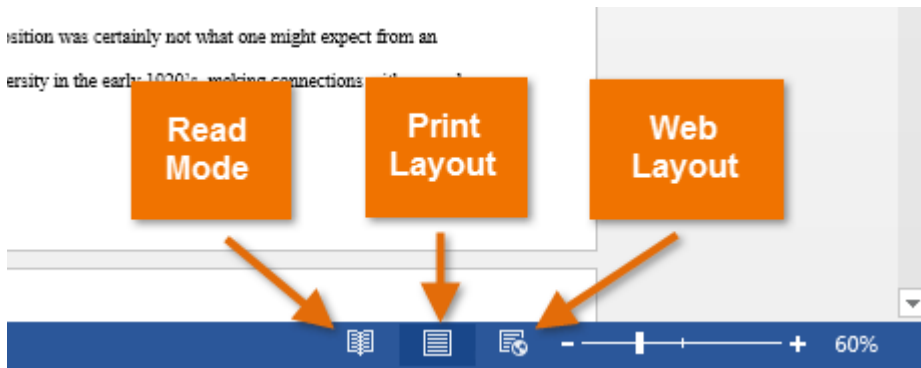 osition was certainly not what one might expect from an
ersity in the early 1920's, making connections with
Read
Mode
Print
Layout
Web
Layout
60%